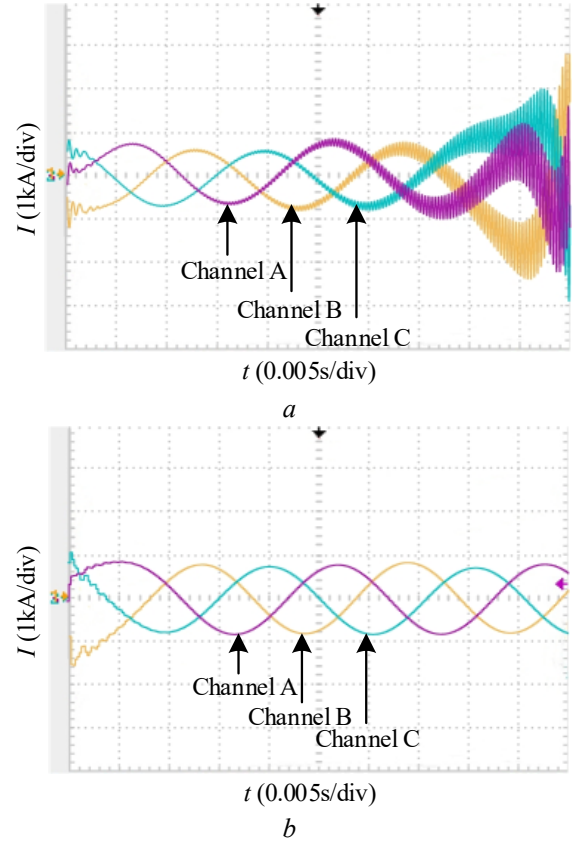 I (1kA/div)
Channel A
Channel B
Channel C
t (0.005s/div)
a
I (1kA/div)
Channel A
Channel B
Channel C
t (0.005s/div)
b